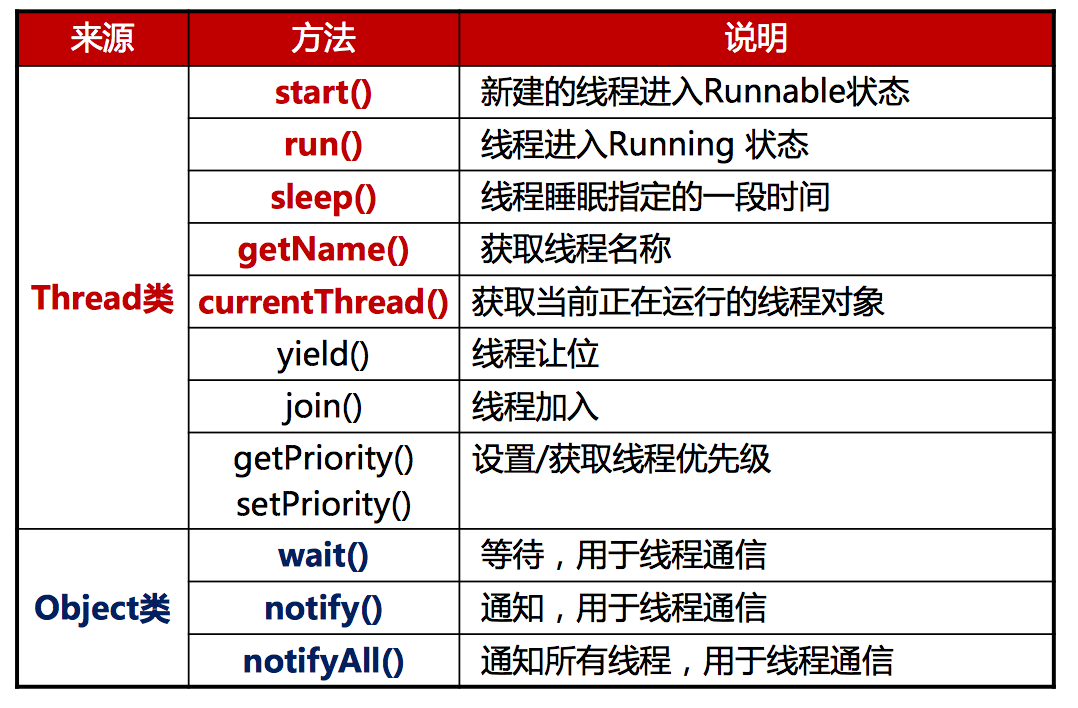 来源 方法 说明
Thread类
start() 新建的线程进入Runnable状态
run() 线程进入Running 状态
sleep() 线程睡眠指定的一段时间
getName() 获取线程名称
currentThread() 获取当前正在运行的线程对象
yield() 线程让位
join() 线程加入
getPriority() 设置/获取线程优先级
setPriority()
Object类
wait() 等待，用于线程通信
notify() 通知，用于线程通信
notifyAll() 通知所有线程，用于线程通信